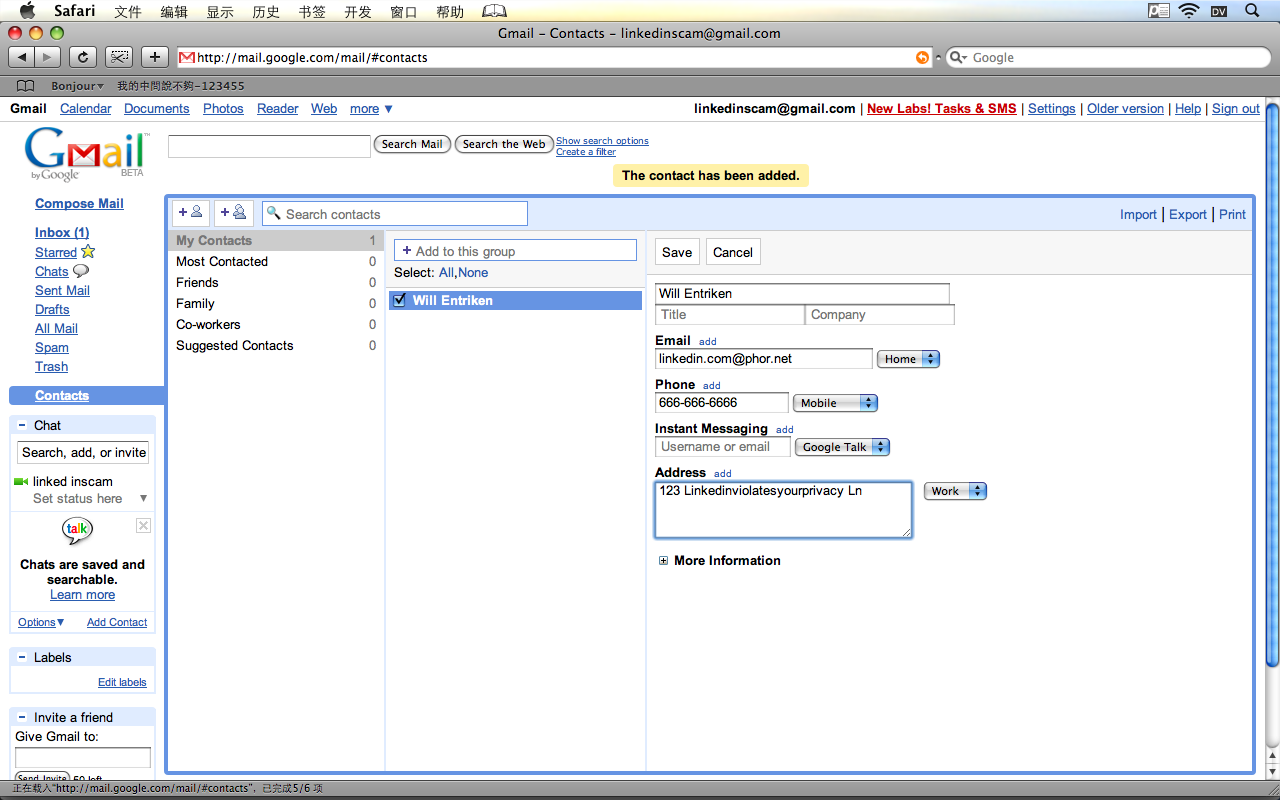 Safari 文件 编辑 显示 历史 书签 开发 窗口 帮助 DV
Gmail – Contacts – linkedinscam@gmail.com
http://mail.google.com/mail/#contacts Google
Bonjour▾ 我的中問說不夠-123455
Gmail Calendar Documents Photos Reader Web more ▼ linkedinscam@gmail.com | New Labs! Tasks & SMS | Settings | Older version | Help | Sign out
Gmail™
by Google BETA
Search Mail Search the Web Show search options
Create a filter
The contact has been added.
Compose Mail
Inbox (1)
Starred
Chats
Sent Mail
Drafts
All Mail
Spam
Trash
Contacts
– Chat
Search, add, or invite
linked inscam
Set status here ▼
talk
Chats are saved and
searchable.
Learn more
Options▼ Add Contact
– Labels
Edit labels
– Invite a friend
Give Gmail to:
Send Invite 50 left
+ + Search contacts Import | Export | Print
My Contacts 1
Most Contacted 0
Friends 0
Family 0
Co-workers 0
Suggested Contacts 0
+ Add to this group
Select: All,None
Will Entriken
Save Cancel
Will Entriken
Title Company
Email add
linkedin.com@phor.net Home
Phone add
666-666-6666 Mobile
Instant Messaging add
Username or email Google Talk
Address add
123 Linkedinviolatesyourprivacy Ln Work
More Information
正在载入“http://mail.google.com/mail/#contacts”，已完成5/6 项